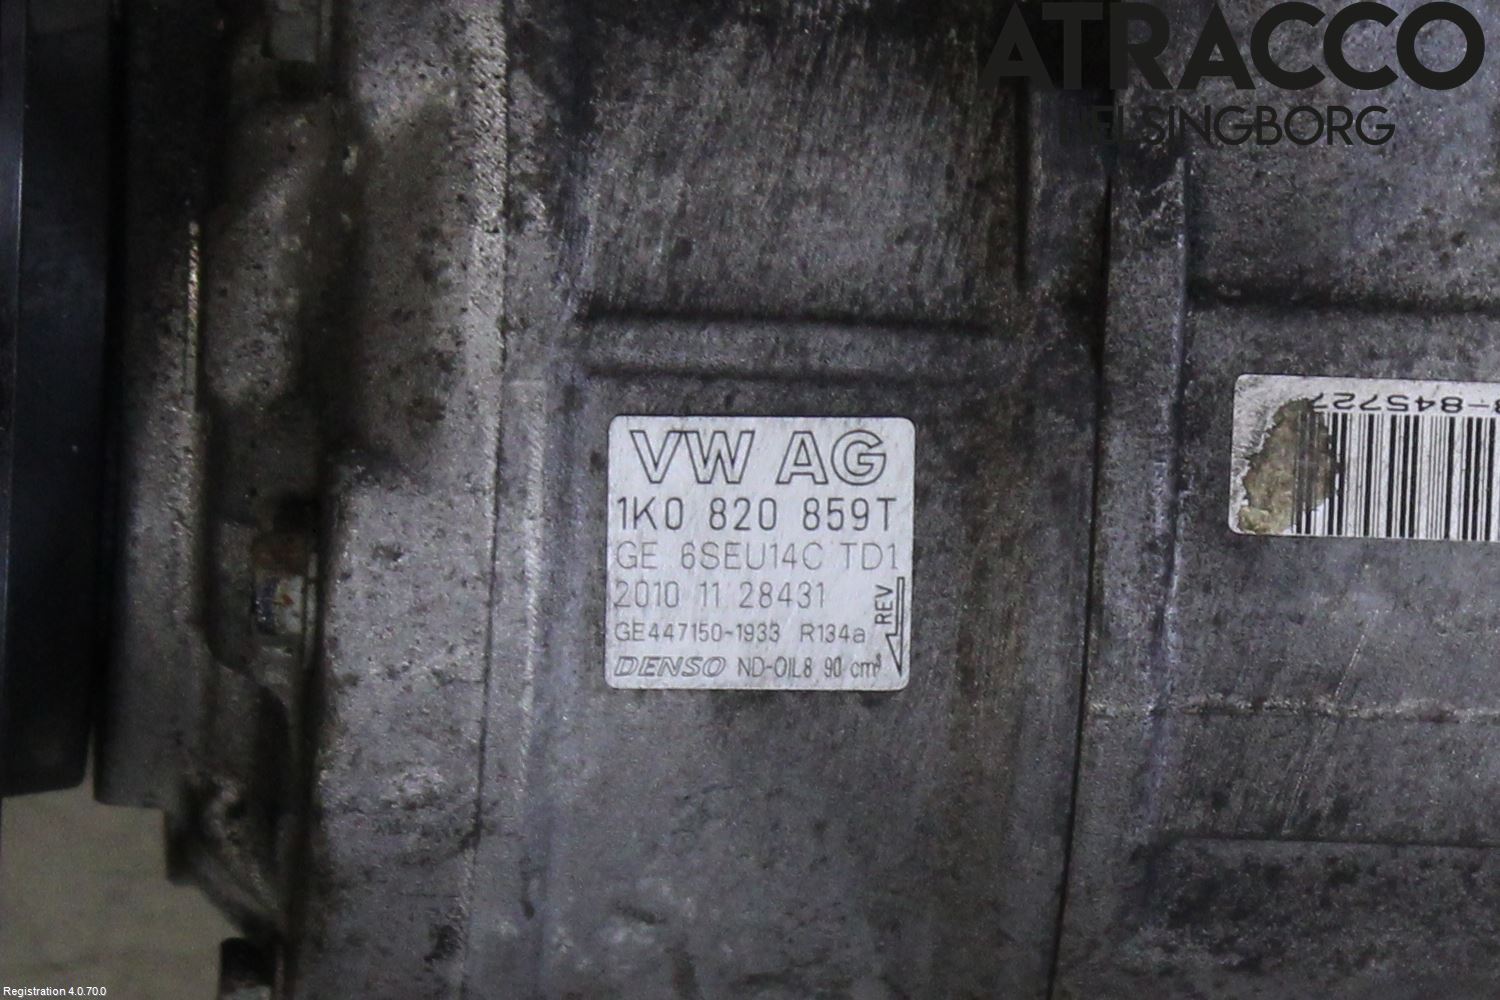 ATRACCO
HELSINGBORG
3-845727
VW AG
1K0 820 859T
GE 6SEU14C TD1
2010 11 28431
REV
GE447150-1933 R134a
DENSO ND-OIL8 90 cm³
Registration 4.0.70.0